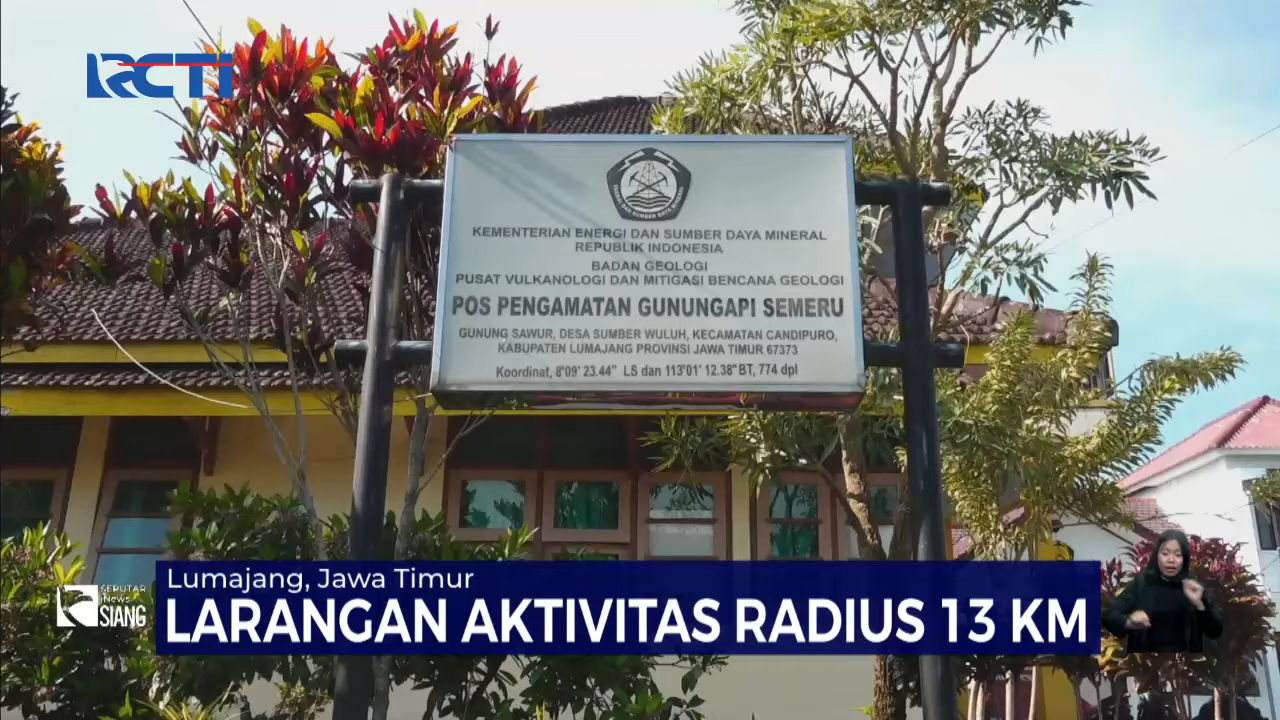 RCTI
KEMENTERIAN ENERGI DAN SUMBER DAYA MINERAL
REPUBLIK INDONESIA
BADAN GEOLOGI
PUSAT VULKANOLOGI DAN MITIGASI BENCANA GEOLOGI
POS PENGAMATAN GUNUNGAPI SEMERU
GUNUNG SAWUR, DESA SUMBER WULUH, KECAMATAN CANDIPURO,
KABUPATEN LUMAJANG PROVINSI JAWA TIMUR 67373
Koordinat, 8°09' 23.44" LS dan 113°01' 12.38" BT, 774 dpl
Lumajang, Jawa Timur
LARANGAN AKTIVITAS RADIUS 13 KM
SEPUTAR
iNews
SIANG